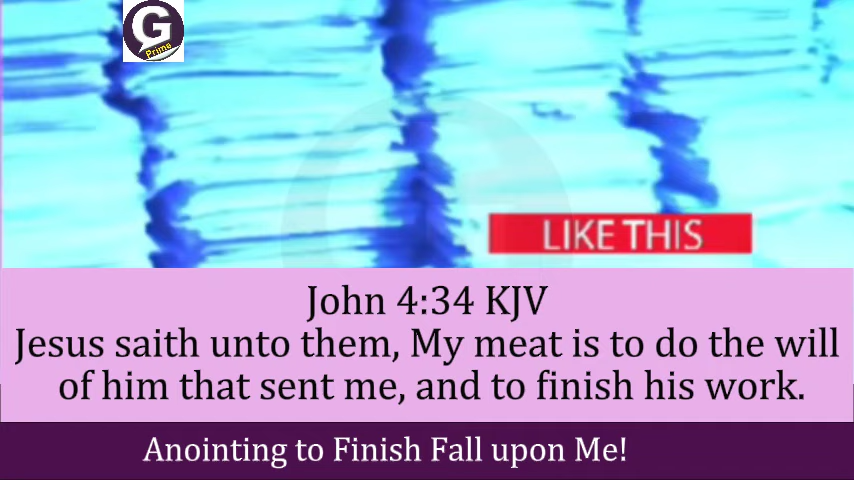 G
Prime
LIKE THIS
John 4:34 KJV
Jesus saith unto them, My meat is to do the will
of him that sent me, and to finish his work.
Anointing to Finish Fall upon Me!